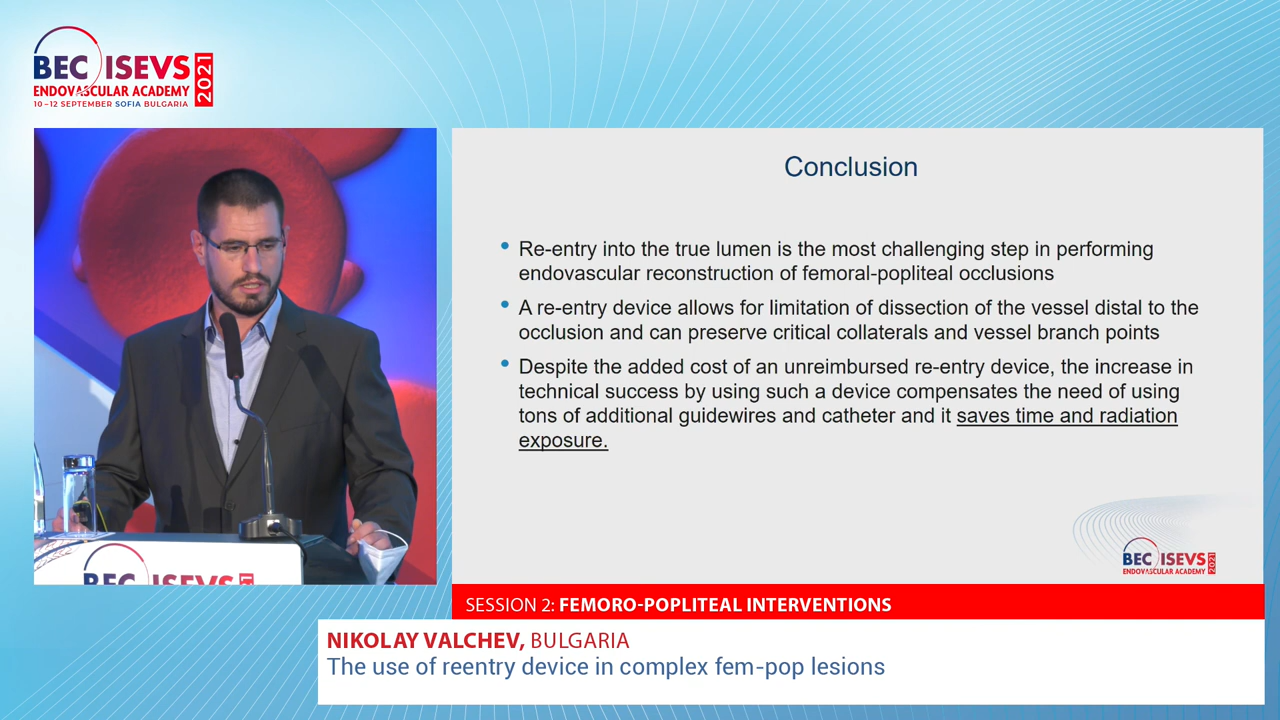 BEC ISEVS 2021
ENDOVASCULAR ACADEMY
10–12 SEPTEMBER SOFIA BULGARIA
Conclusion
• Re-entry into the true lumen is the most challenging step in performing
endovascular reconstruction of femoral-popliteal occlusions
• A re-entry device allows for limitation of dissection of the vessel distal to the
occlusion and can preserve critical collaterals and vessel branch points
• Despite the added cost of an unreimbursed re-entry device, the increase in
technical success by using such a device compensates the need of using
tons of additional guidewires and catheter and it saves time and radiation
exposure.
BEC ISEVS 2021
ENDOVASCULAR ACADEMY
BEC ISEVS
SESSION 2: FEMORO-POPLITEAL INTERVENTIONS
NIKOLAY VALCHEV, BULGARIA
The use of reentry device in complex fem-pop lesions